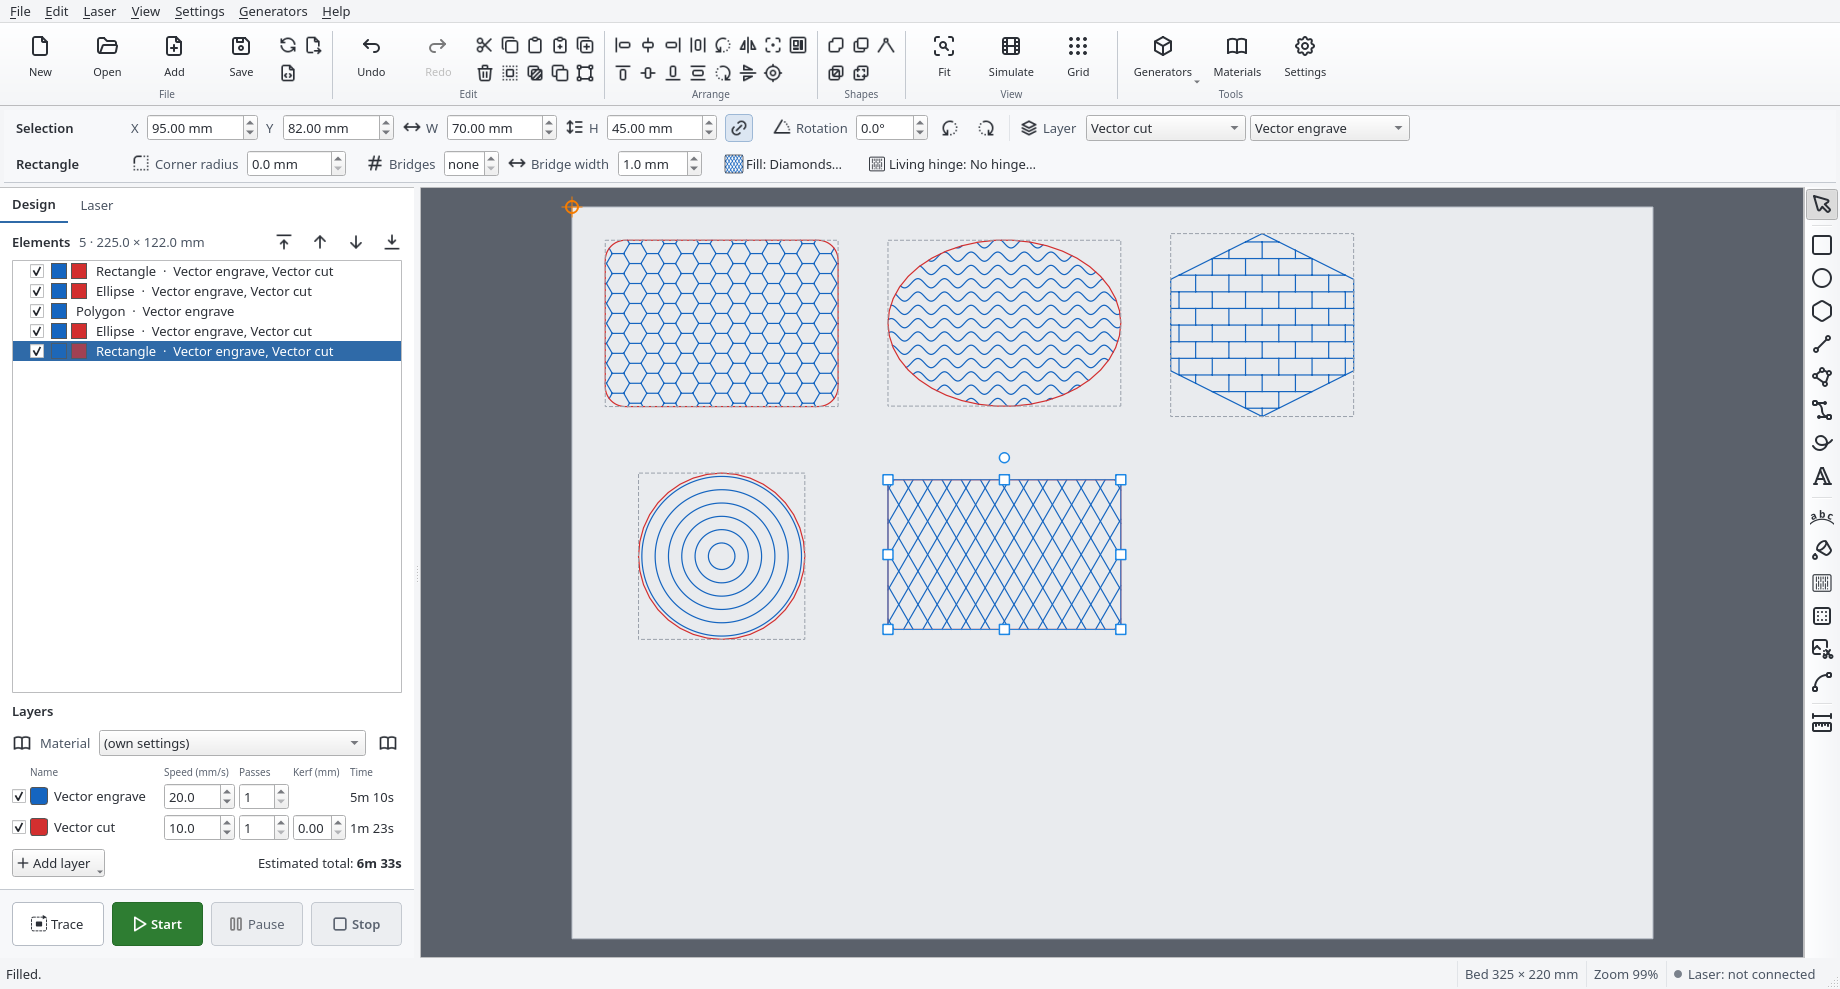 File Edit Laser View Settings Generators Help
New Open Add Save Undo Redo Fit Simulate Grid Generators Materials Settings
File Edit Arrange Shapes View Tools
Selection X 95.00 mm Y 82.00 mm W 70.00 mm H 45.00 mm Rotation 0.0° Layer Vector cut Vector engrave
Rectangle Corner radius 0.0 mm Bridges none Bridge width 1.0 mm Fill: Diamonds... Living hinge: No hinge...
Design Laser
Elements 5 · 225.0 × 122.0 mm
Rectangle · Vector engrave, Vector cut
Ellipse · Vector engrave, Vector cut
Polygon · Vector engrave
Ellipse · Vector engrave, Vector cut
Rectangle · Vector engrave, Vector cut
Layers
Material (own settings)
Name Speed (mm/s) Passes Kerf (mm) Time
Vector engrave 20.0 1 5m 10s
Vector cut 10.0 1 0.00 1m 23s
Add layer Estimated total: 6m 33s
Trace Start Pause Stop
A
abc
Filled. Bed 325 × 220 mm Zoom 99% Laser: not connected